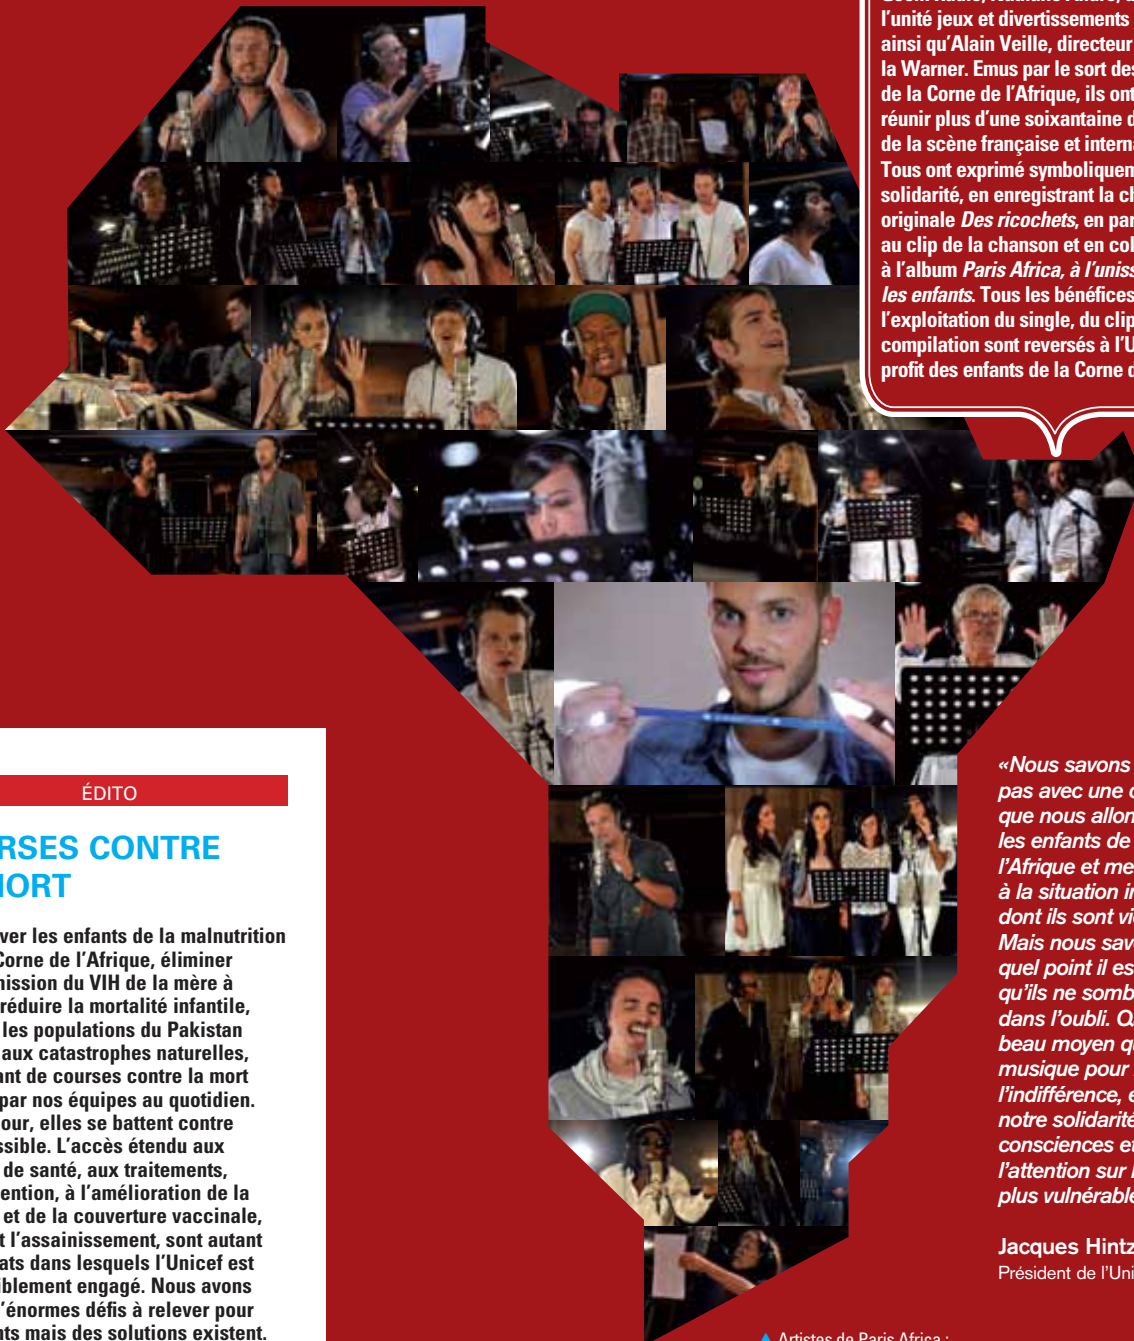 l'unité jeux et divertissements
ainsi qu'Alain Veille, directeur
la Warner. Emus par le sort des
de la Corne de l'Afrique, ils ont
réunir plus d'une soixantaine d
de la scène française et interna
Tous ont exprimé symboliquen
solidarité, en enregistrant la ch
originale Des ricochets, en par
au clip de la chanson et en col
à l'album Paris Africa, à l'uniss
les enfants. Tous les bénéfices
l'exploitation du single, du clip
compilation sont reversés à l'U
profit des enfants de la Corne d
ÉDITO
RSES CONTRE
ORT
ver les enfants de la malnutrition
Corne de l'Afrique, éliminer
mission du VIH de la mère à
réduire la mortalité infantile,
les populations du Pakistan
aux catastrophes naturelles,
ant de courses contre la mort
par nos équipes au quotidien.
our, elles se battent contre
ssible. L'accès étendu aux
de santé, aux traitements,
ention, à l'amélioration de la
et de la couverture vaccinale,
t l'assainissement, sont autant
ats dans lesquels l'Unicef est
iblement engagé. Nous avons
'énormes défis à relever pour
nts mais des solutions existent.
«Nous savons
pas avec une c
que nous allon
les enfants de
l'Afrique et me
à la situation in
dont ils sont vic
Mais nous sav
quel point il es
qu'ils ne somb
dans l'oubli. Q
beau moyen qu
musique pour
l'indifférence, e
notre solidarité
consciences et
l'attention sur l
plus vulnérable
Jacques Hintz
Président de l'Uni
Artistes de Paris Africa :